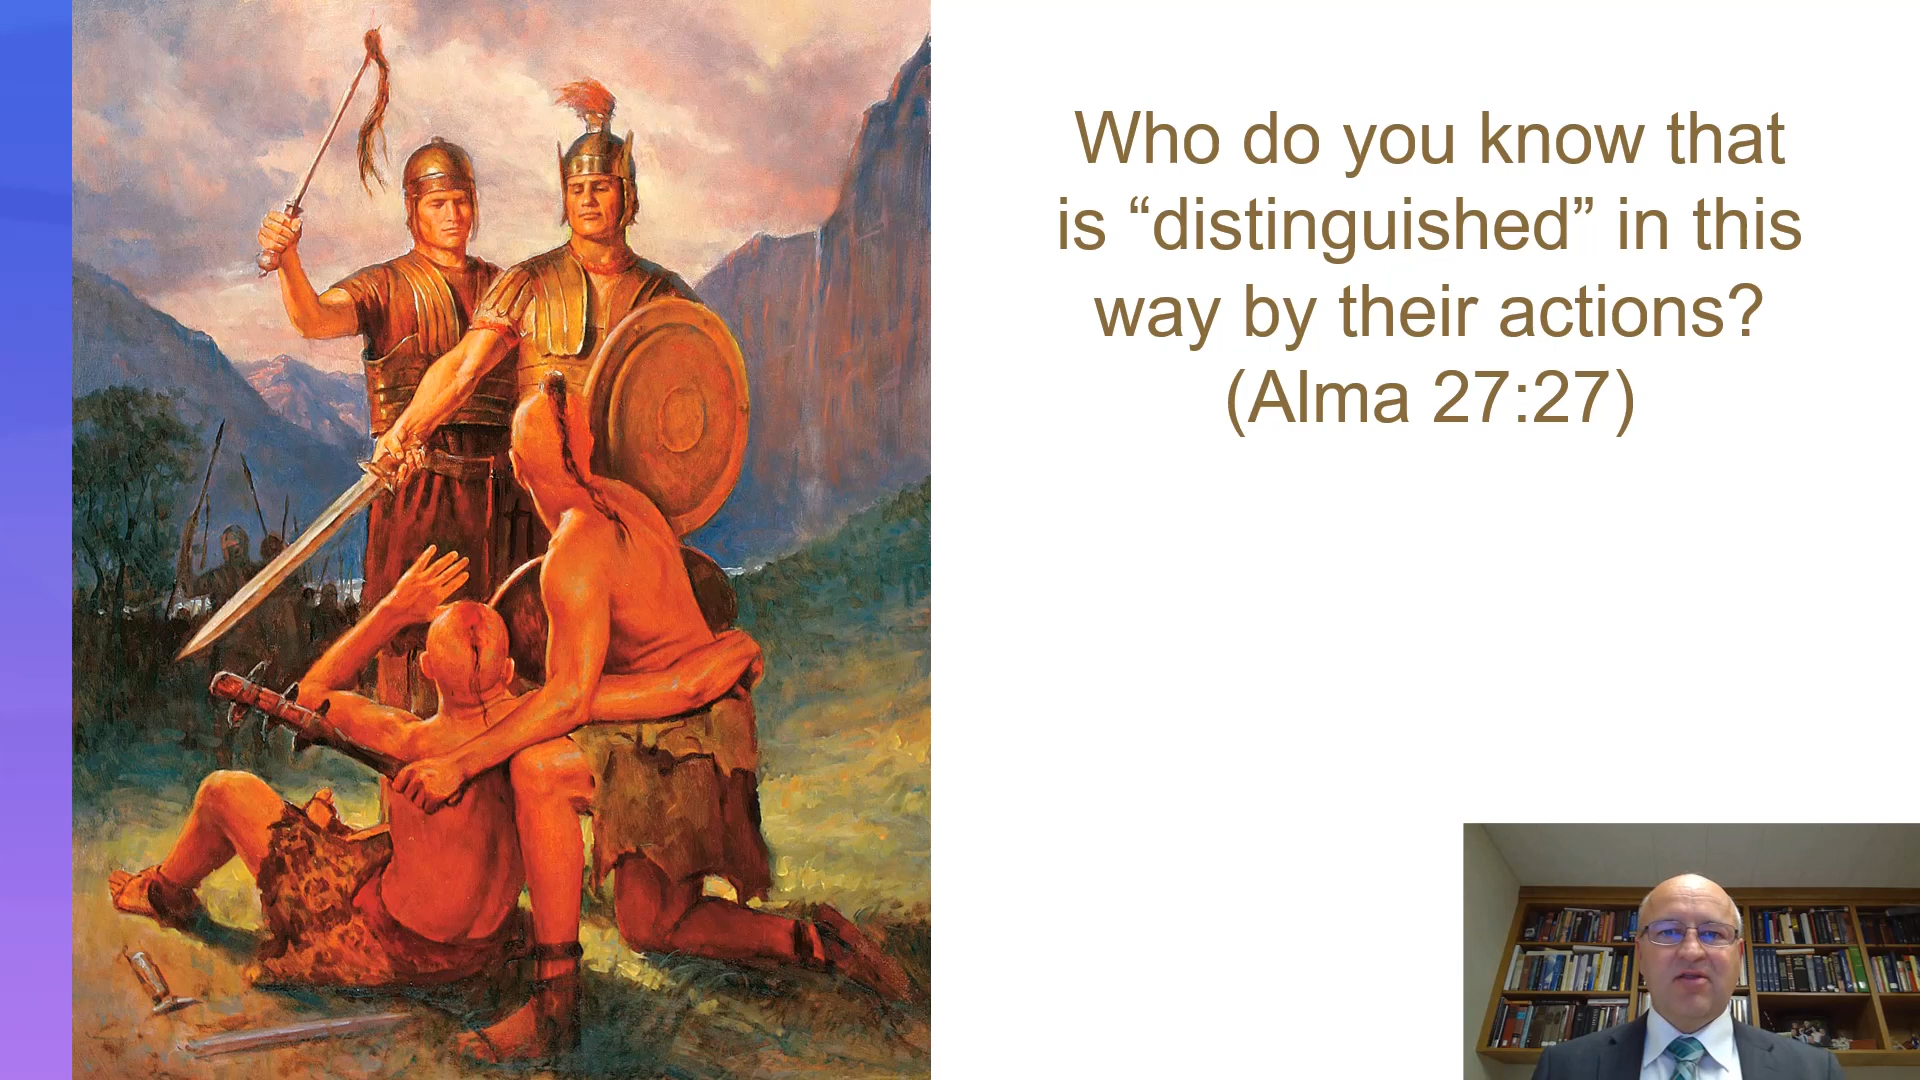 Who do you know that
is “distinguished” in this
way by their actions?
(Alma 27:27)